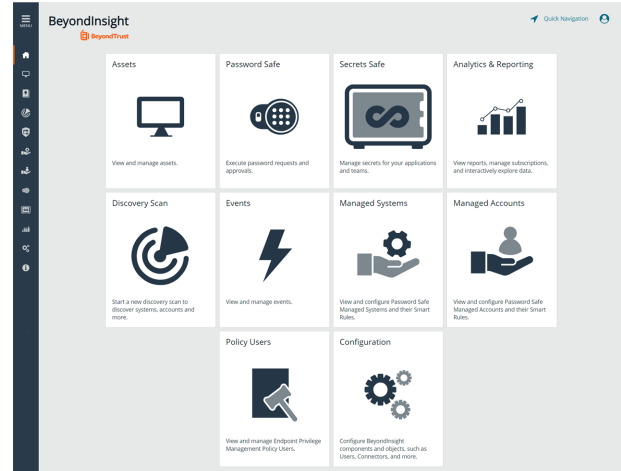 MENU
BeyondInsight
BeyondTrust
Quick Navigation
Assets
View and manage assets.
Password Safe
Execute password requests and
approvals.
Secrets Safe
Manage secrets for your applications
and teams.
Analytics & Reporting
View reports, manage subscriptions,
and interactively explore data.
Discovery Scan
Start a new discovery scan to
discover systems, accounts and
more.
Events
View and manage events.
Managed Systems
View and configure Password Safe
Managed Systems and their Smart
Rules.
Managed Accounts
View and configure Password Safe
Managed Accounts and their Smart
Rules.
Policy Users
View and manage Endpoint Privilege
Management Policy Users.
Configuration
Configure BeyondInsight
components and objects, such as
Users, Connectors, and more.